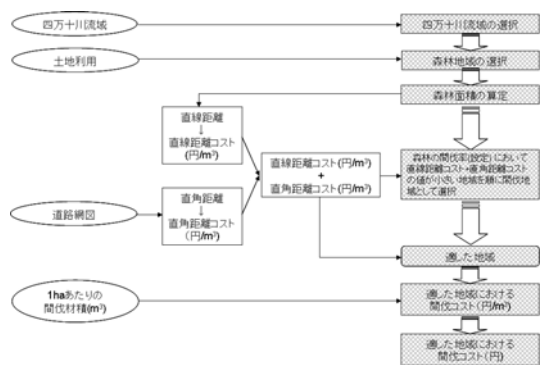 四万十川流域
四万十川流域の選択
土地利用
森林地域の選択
森林面積の算定
直線距離
↓
直線距離コスト
(円/m³)
直線距離コスト(円/m³)
+
直角距離コスト(円/m³)
森林の間伐率(設定)において
直線距離コスト+直角距離コスト
の値が小さい地域を順に間伐地
域として選択
道路網図
直角距離
↓
直角距離コスト
(円/m³)
適した地域
1haあたりの
間伐材積(m³)
適した地域における
間伐コスト(円/m³)
適した地域における
間伐コスト(円)